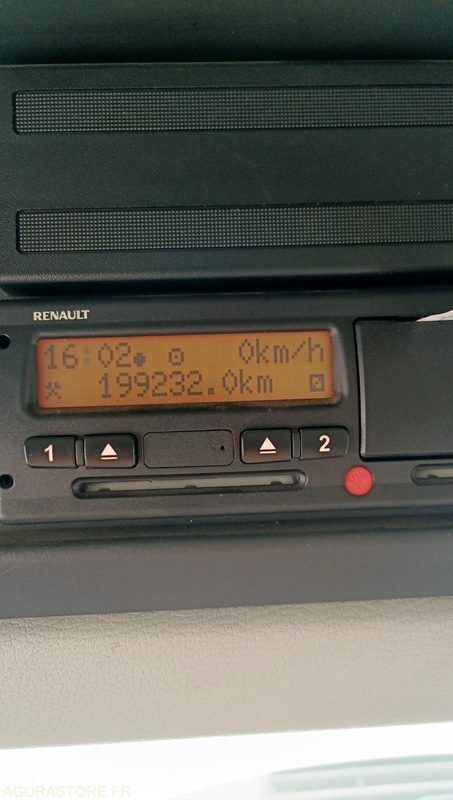 RENAULT
16:02 0km/h
199232.0km
1 2
AGORASTORE.FR